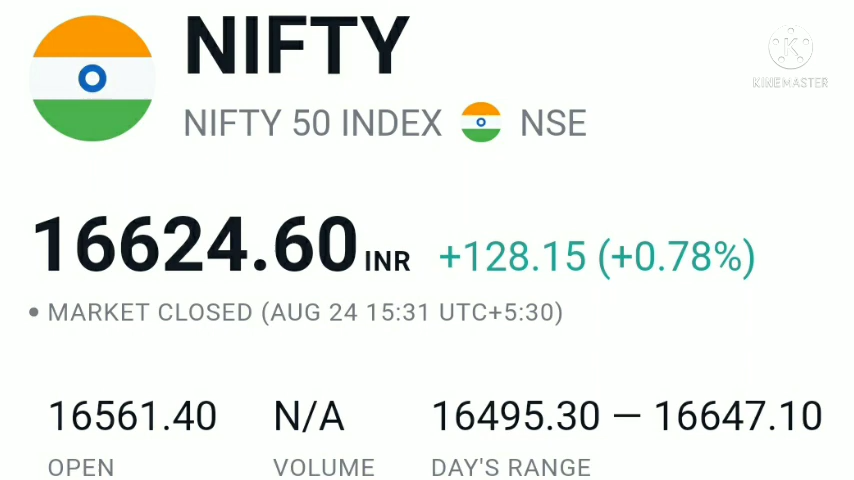 NIFTY
NIFTY 50 INDEX NSE
K
KINEMASTER
16624.60 INR +128.15 (+0.78%)
• MARKET CLOSED (AUG 24 15:31 UTC+5:30)
16561.40 N/A 16495.30 — 16647.10
OPEN VOLUME DAY'S RANGE